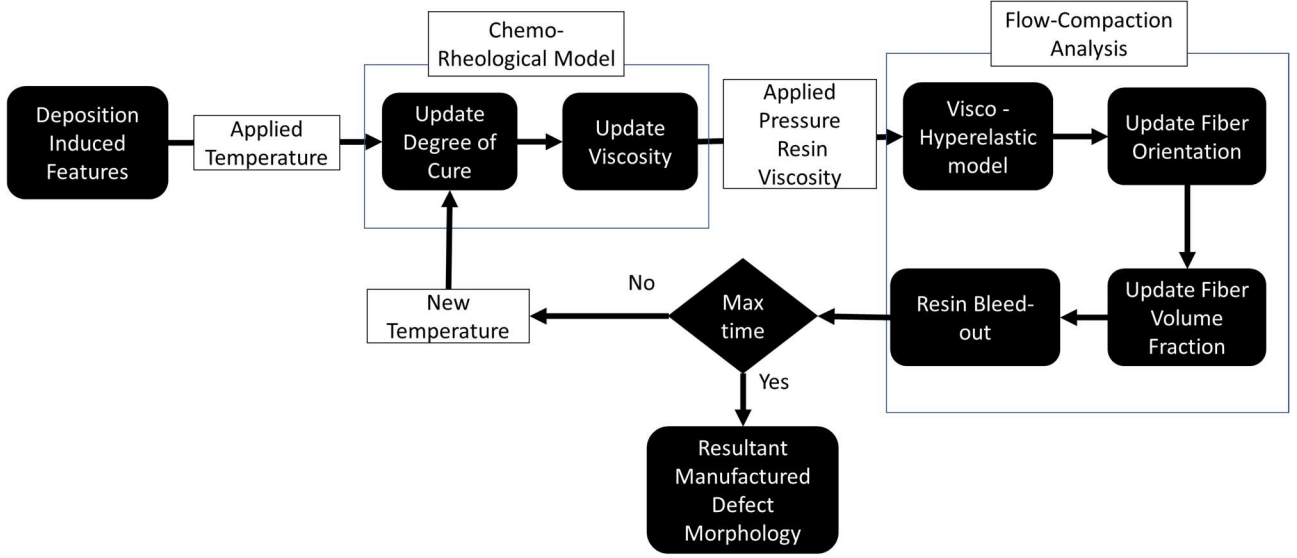 Chemo-
Rheological Model
Flow-Compaction
Analysis
Deposition
Induced
Features
Applied
Temperature
Update
Degree of
Cure
Update
Viscosity
Applied
Pressure
Resin
Viscosity
Visco -
Hyperelastic
model
Update Fiber
Orientation
New
Temperature
No
Max
time
Yes
Resin Bleed-
out
Update Fiber
Volume
Fraction
Resultant
Manufactured
Defect
Morphology